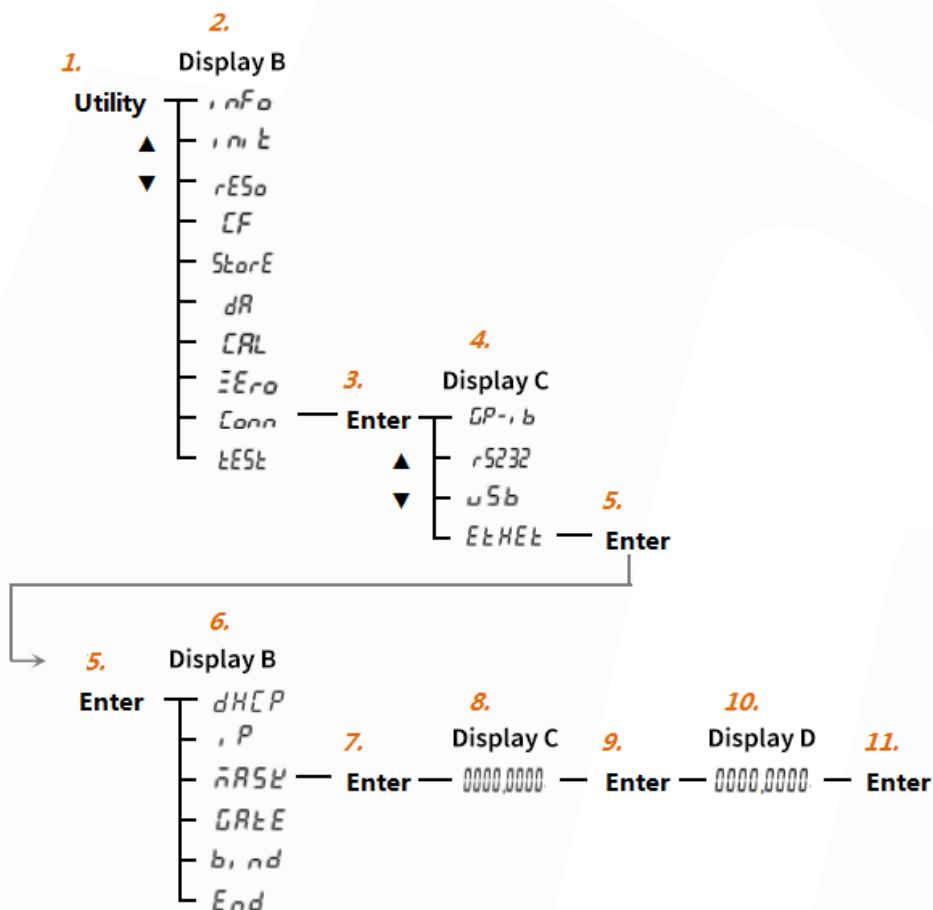 2.
1. Display B
Utility inFo
▲ init
▼ rESo
CF
StorE
dA
CAL
4.
ZEro 3. Display C
Conn Enter GP-ib
tESt ▲ rS232
▼ uSb 5.
EtHEt Enter
6.
5. Display B
Enter dHCP 8. 10.
iP 7. Display C 9. Display D 11.
MASK Enter 0000,0000. Enter 0000,0000. Enter
GAtE
bind
End